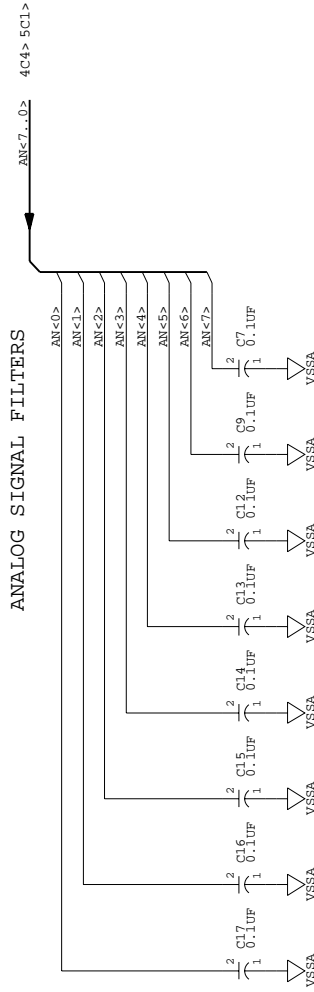 ANALOG SIGNAL FILTERS
AN<7..0> 4C4> 5C1>
AN<0>
AN<1>
AN<2>
AN<3>
AN<4>
AN<5>
AN<6>
AN<7>
C17
0.1UF
2
1
VSSA
C16
0.1UF
2
1
VSSA
C15
0.1UF
2
1
VSSA
C14
0.1UF
2
1
VSSA
C13
0.1UF
2
1
VSSA
C12
0.1UF
2
1
VSSA
C9
0.1UF
2
1
VSSA
C7
0.1UF
2
1
VSSA